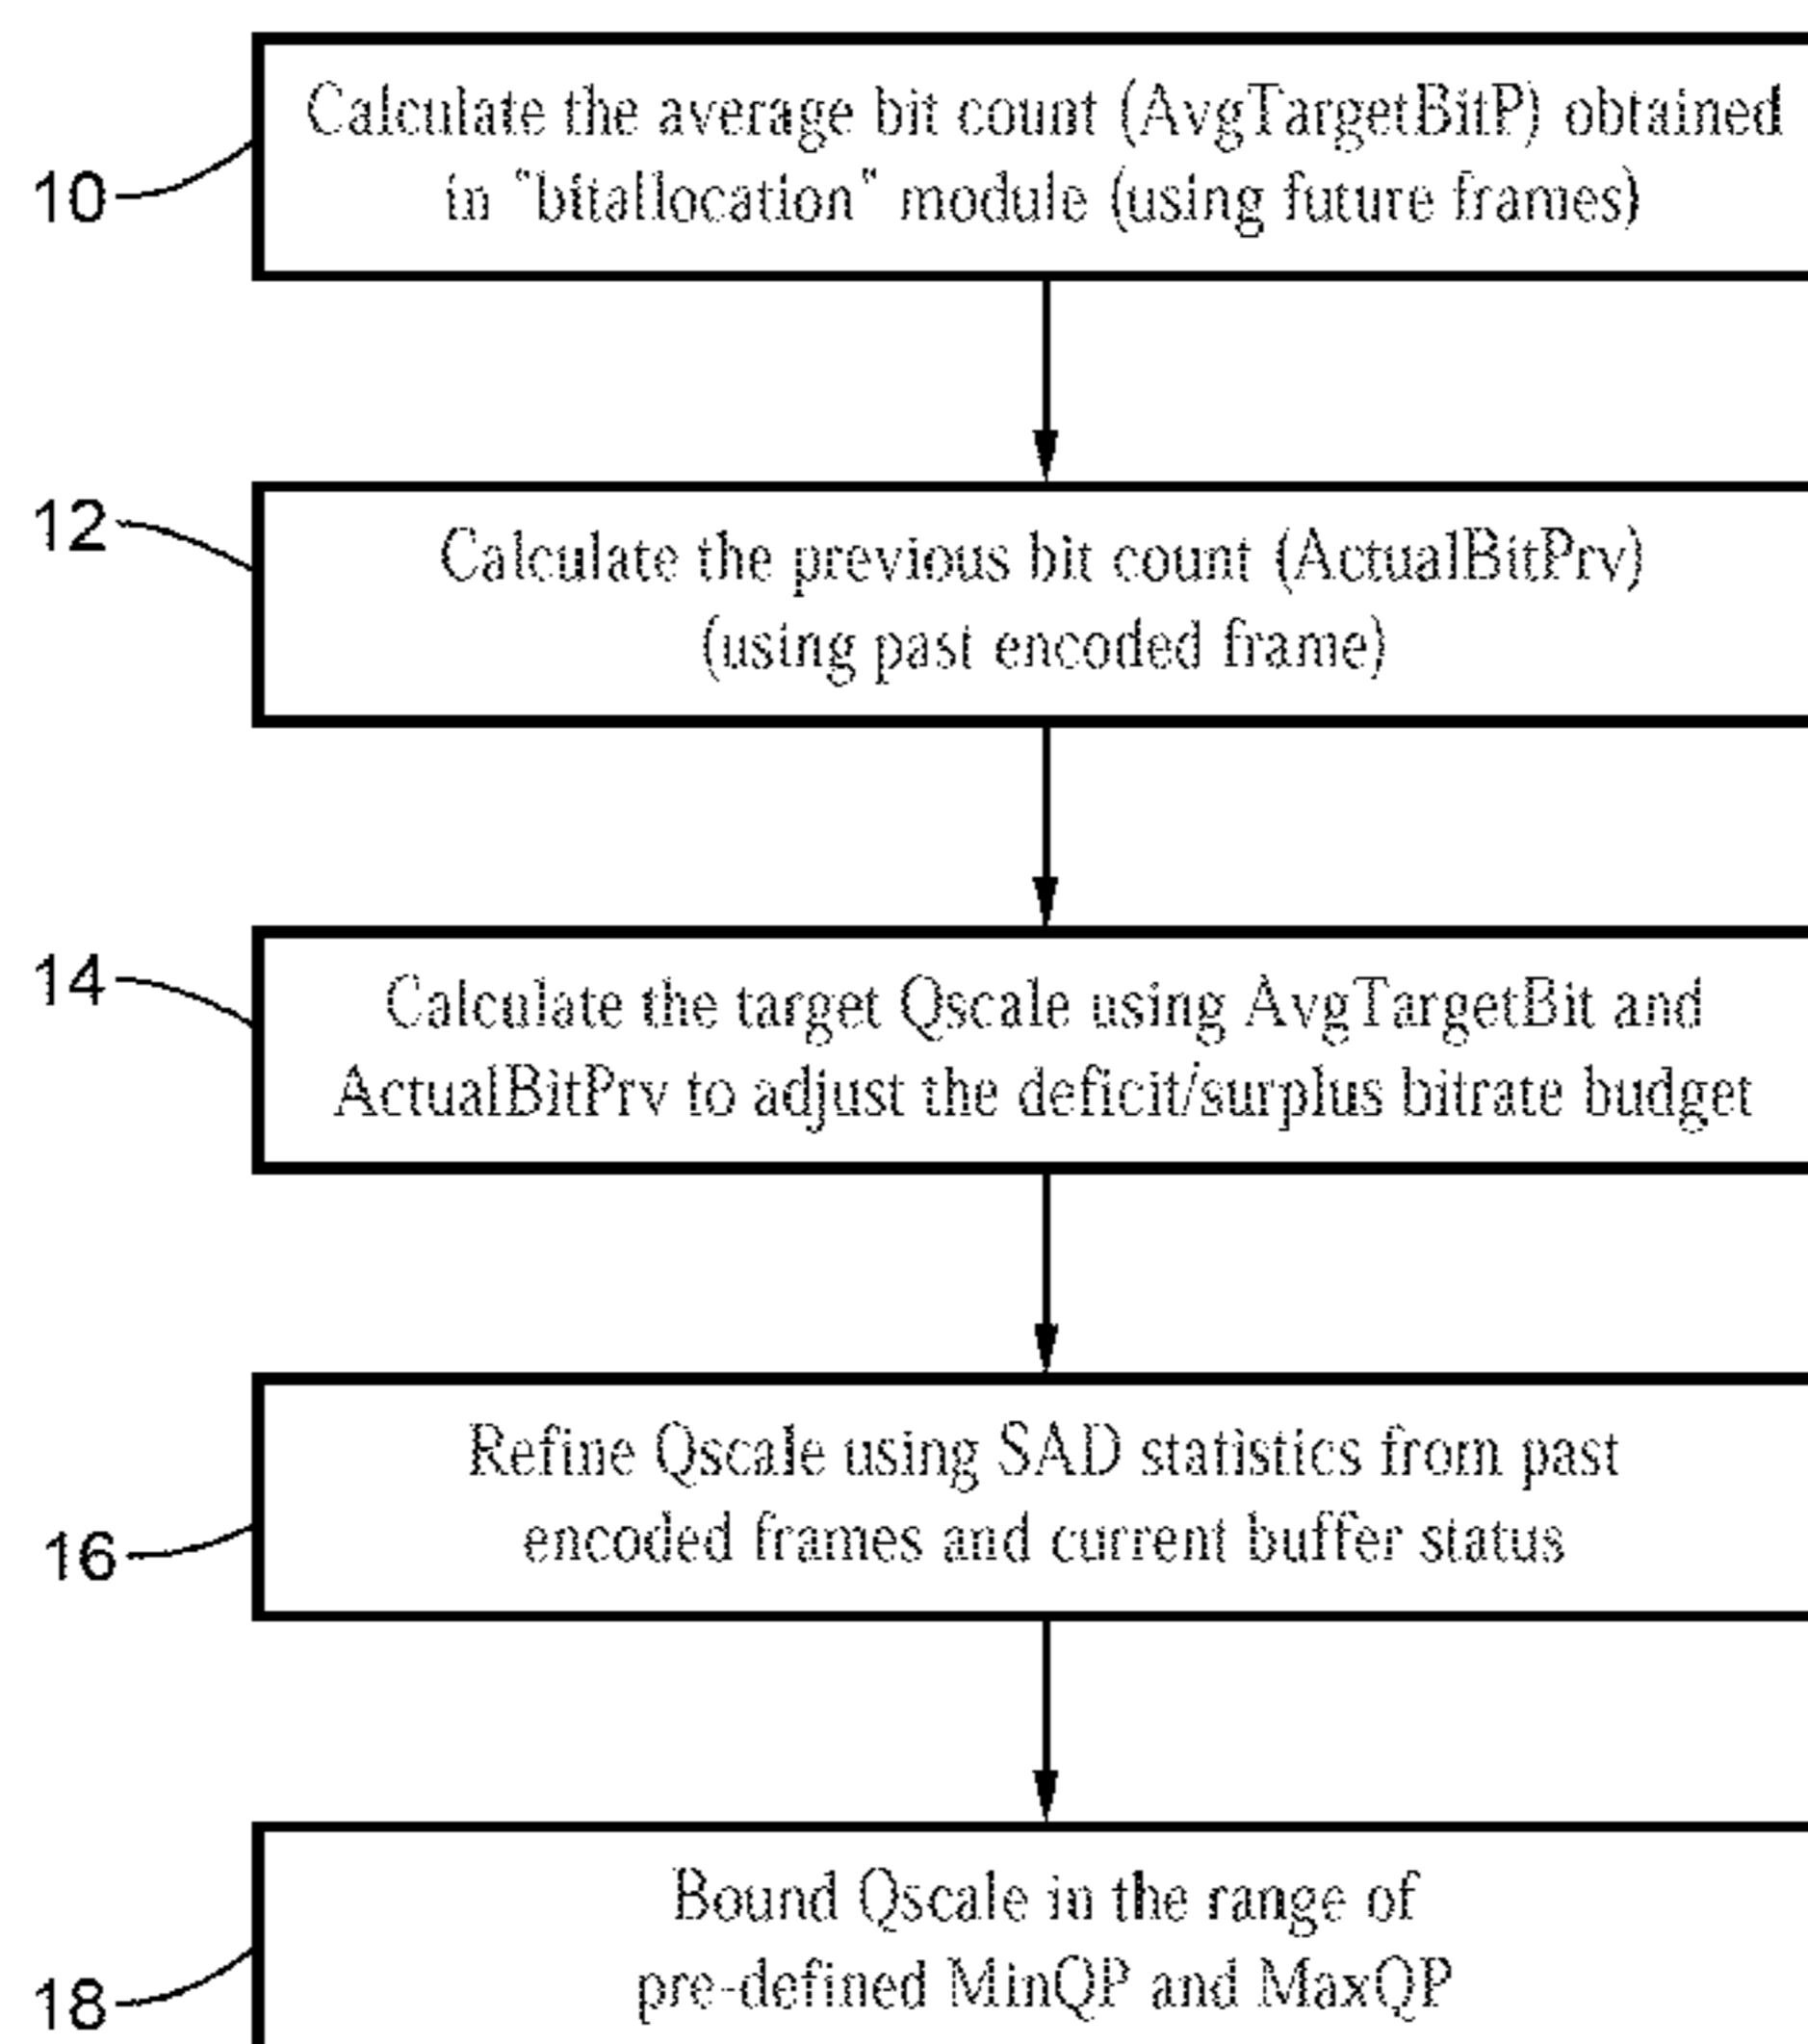 Calculate the average bit count (AvgTargetBitP) obtained
in "bitallocation" module (using future frames)
10
12
Calculate the previous bit count (ActualBitPrv)
(using past encoded frame)
14
Calculate the target Qscale using AvgTargetBit and
ActualBitPrv to adjust the deficit/surplus bitrate budget
Refine Qscale using SAD statistics from past
encoded frames and current buffer status
16
Bound Qscale in the range of
pre-defined MinQP and MaxQP
18